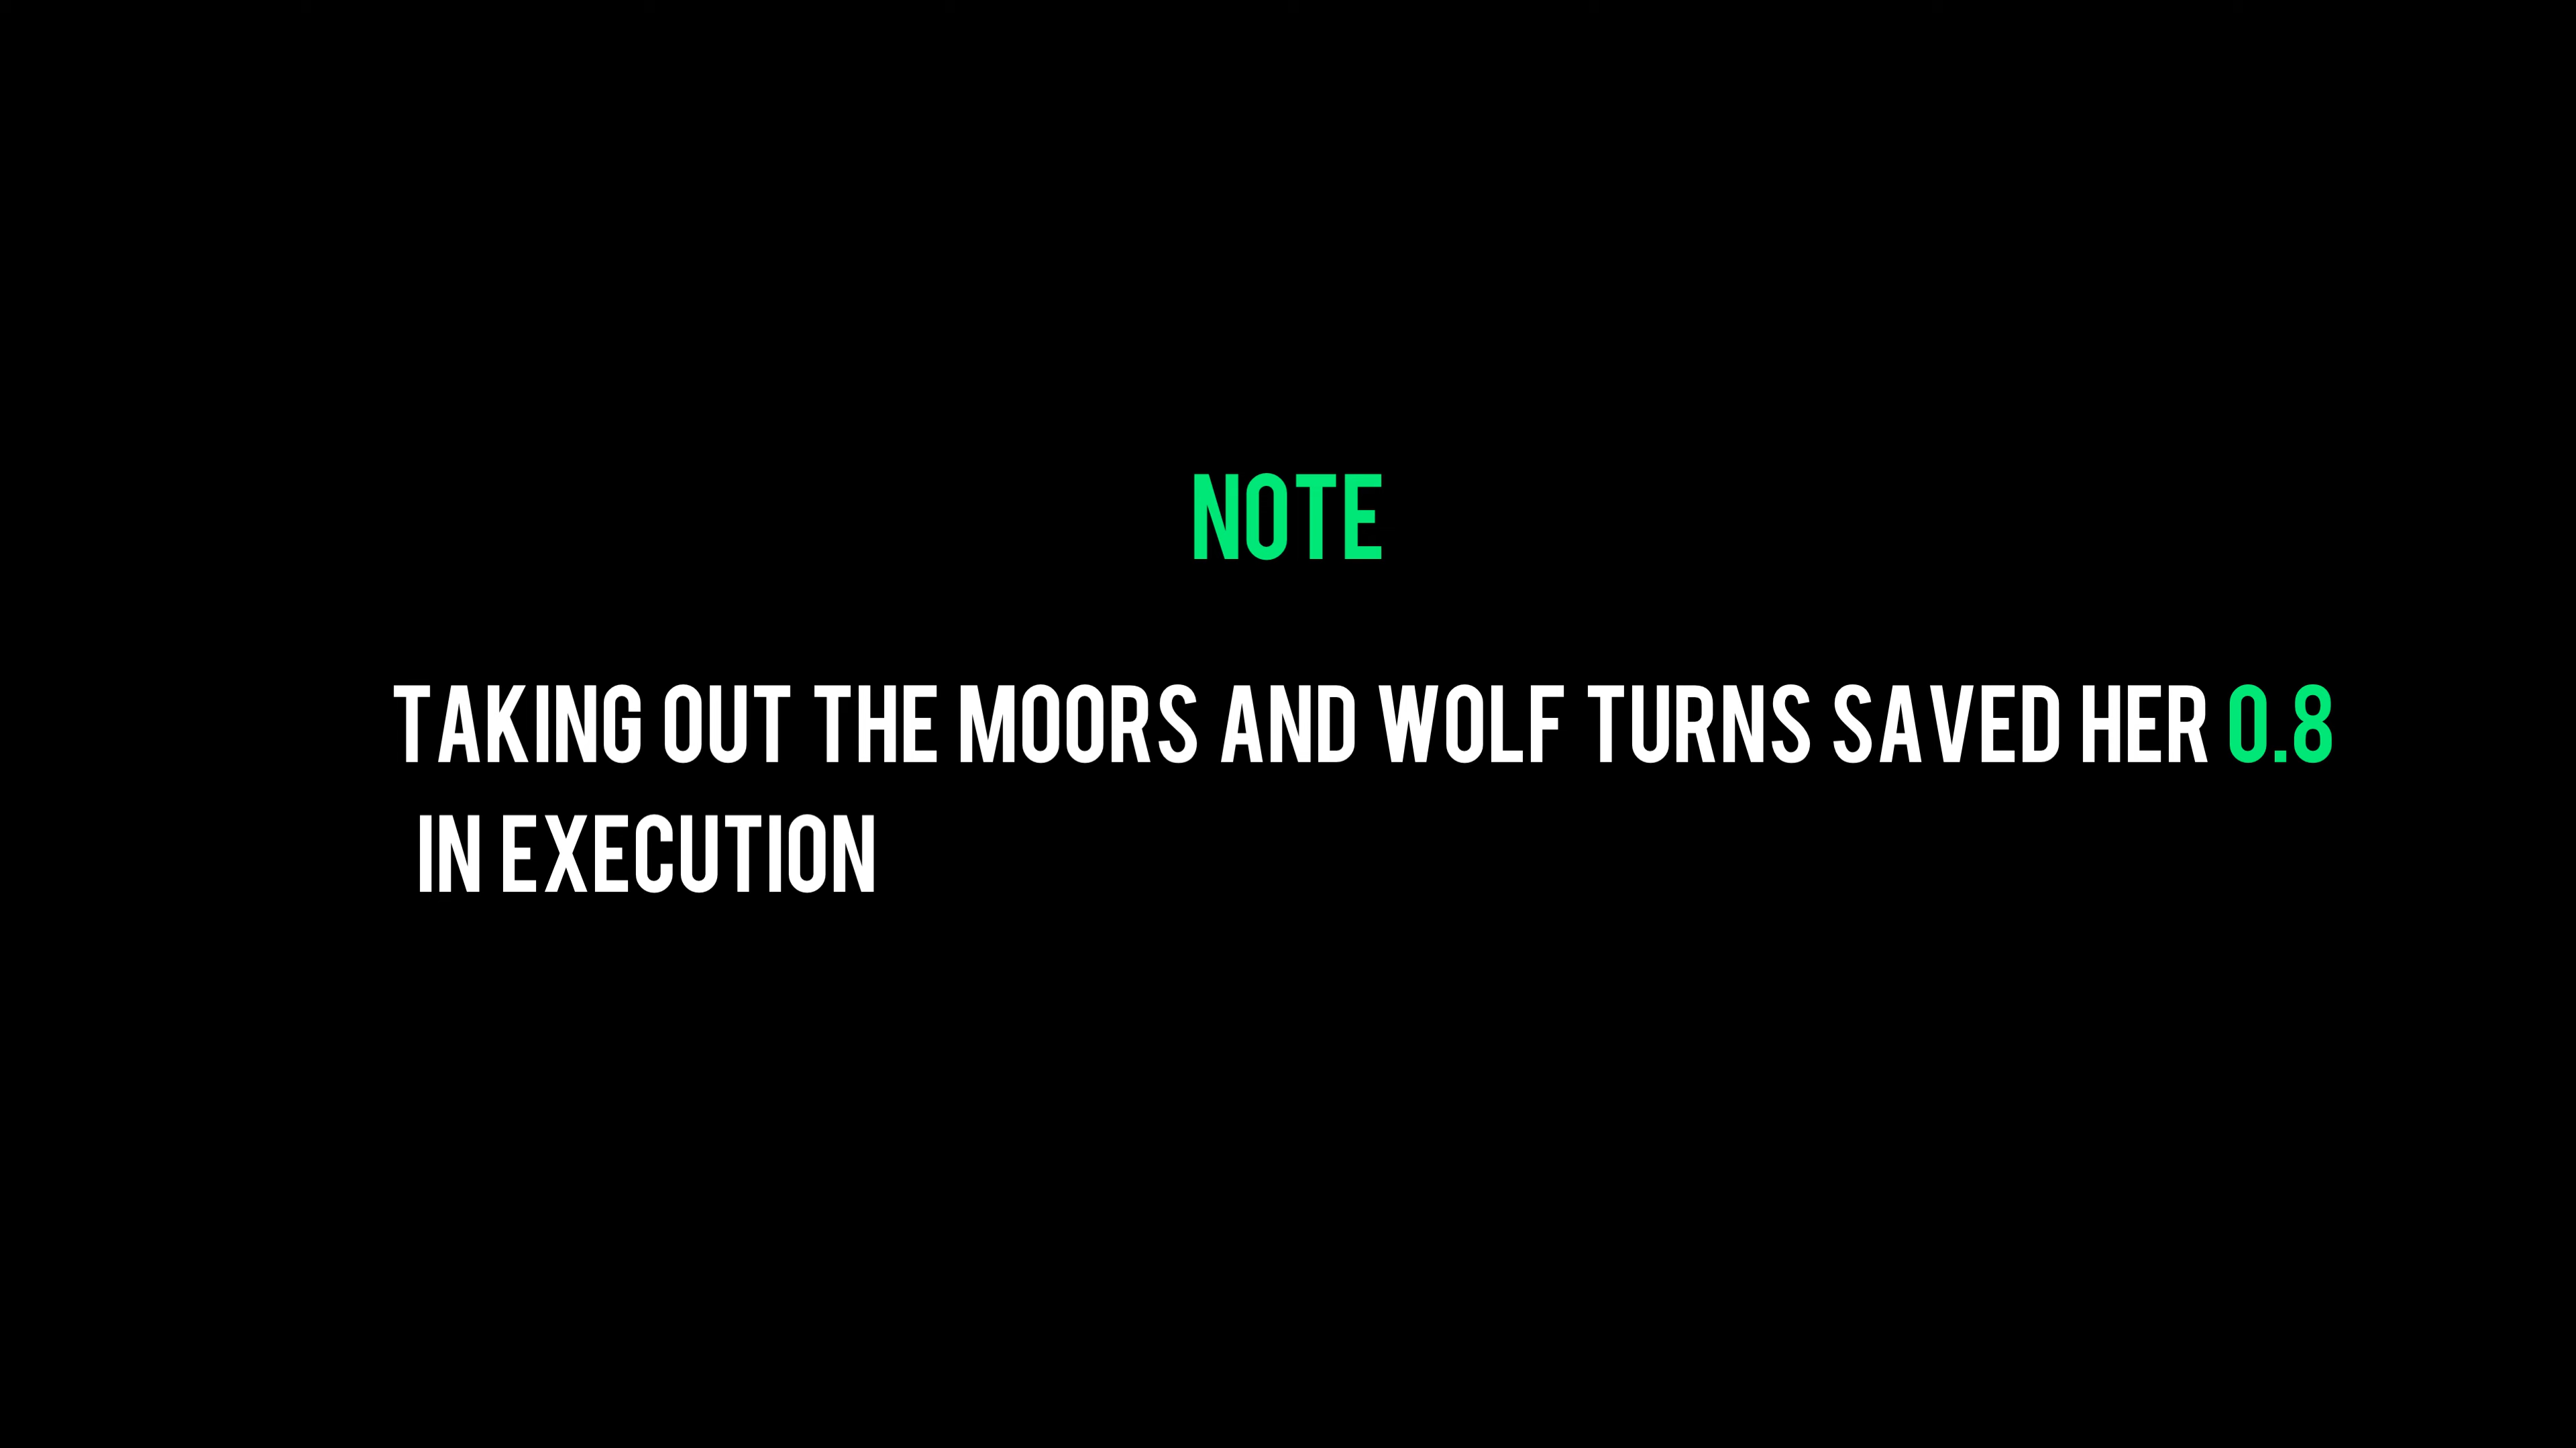 NOTE
TAKING OUT THE MOORS AND WOLF TURNS SAVED HER 0.8
IN EXECUTION